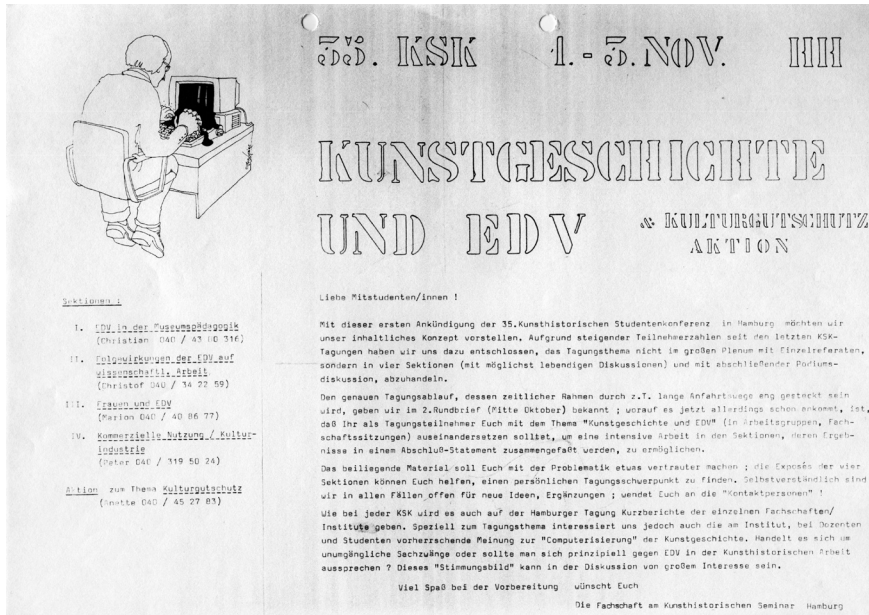 35. KSK 1.-3. NOV. HH
KUNSTGESCHICHTE
UND EDV & KULTURGUTSCHUTZ
AKTION
Sektionen :
I. EDV in der Museumspädagogik
(Christian 040 / 43 80 316)
II. Folgewirkungen der EDV auf
wissenschaftl. Arbeit
(Christof 040 / 34 22 59)
III. Frauen und EDV
(Marion 040 / 40 86 77)
IV. Kommerzielle Nutzung / Kultur-
industrie
(Peter 040 / 319 50 24)
Aktion zum Thema Kulturgutschutz
(Anette 040 / 45 27 83)
Liebe Mitstudenten/innen !
Mit dieser ersten Ankündigung der 35.Kunsthistorischen Studentenkonferenz in Hamburg möchten wir
unser inhaltliches Konzept vorstellen. Aufgrund steigender Teilnehmerzahlen seit den letzten KSK-
Tagungen haben wir uns dazu entschlossen, das Tagungsthema nicht im großen Plenum mit Einzelreferaten,
sondern in vier Sektionen (mit möglichst lebendigen Diskussionen) und mit abschließender Podiums-
diskussion, abzuhandeln.
Den genauen Tagungsablauf, dessen zeitlicher Rahmen durch z.T. lange Anfahrtswege eng gesteckt sein
wird, geben wir im 2.Rundbrief (Mitte Oktober) bekannt ; worauf es jetzt allerdings schon ankommt, ist,
daß Ihr als Tagungsteilnehmer Euch mit dem Thema "Kunstgeschichte und EDV" (in Arbeitsgruppen, Fach-
schaftssitzungen) auseinandersetzen solltet, um eine intensive Arbeit in den Sektionen, deren Ergeb-
nisse in einem Abschluß-Statement zusammengefaßt werden, zu ermöglichen.
Das beiliegende Material soll Euch mit der Problematik etwas vertrauter machen ; die Exposés der vier
Sektionen können Euch helfen, einen persönlichen Tagungsschwerpunkt zu finden. Selbstverständlich sind
wir in allen Fällen offen für neue Ideen, Ergänzungen ; wendet Euch an die "Kontaktpersonen" !
Wie bei jeder KSK wird es auch auf der Hamburger Tagung Kurzberichte der einzelnen Fachschaften/
Institute geben. Speziell zum Tagungsthema interessiert uns jedoch auch die am Institut, bei Dozenten
und Studenten vorherrschende Meinung zur "Computerisierung" der Kunstgeschichte. Handelt es sich um
unumgängliche Sachzwänge oder sollte man sich prinzipiell gegen EDV in der Kunsthistorischen Arbeit
aussprechen ? Dieses "Stimmungsbild" kann in der Discussion von großem Interesse sein.
Viel Spaß bei der Vorbereitung wünscht Euch
Die Fachschaft am Kunsthistorischen Seminar Hamburg